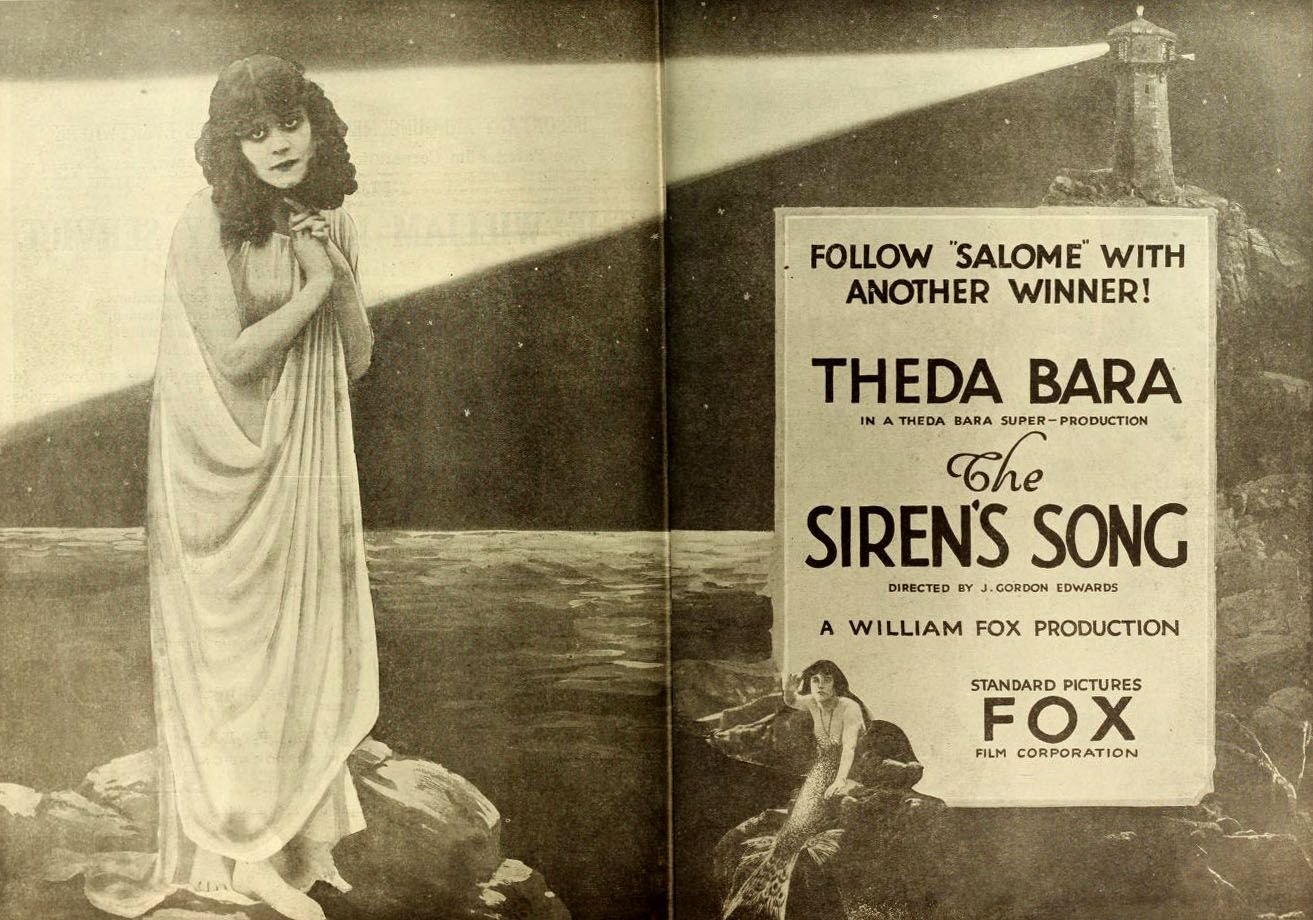 FOLLOW "SALOME" WITH
ANOTHER WINNER!
THEDA BARA
IN A THEDA BARA SUPER-PRODUCTION
The
SIREN'S SONG
DIRECTED BY J. GORDON EDWARDS
A WILLIAM FOX PRODUCTION
STANDARD PICTURES
FOX
FILM CORPORATION